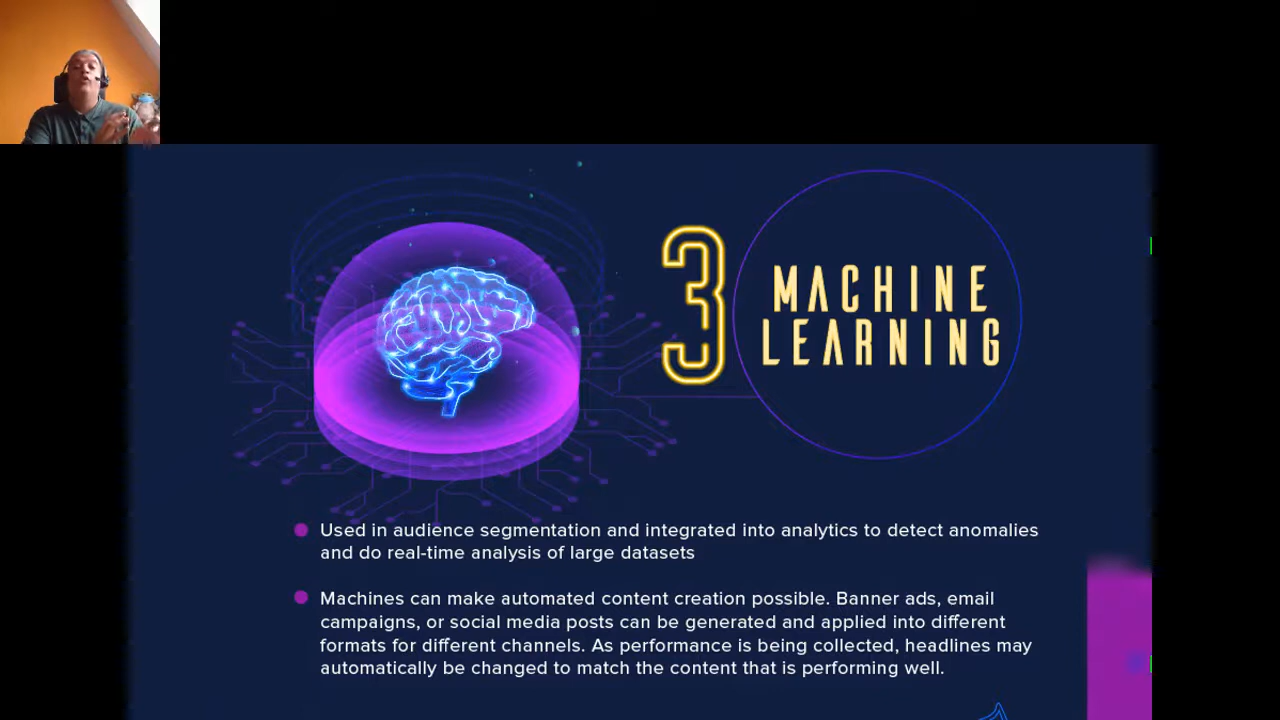 3
MACHINE
LEARNING
Used in audience segmentation and integrated into analytics to detect anomalies
and do real-time analysis of large datasets
Machines can make automated content creation possible. Banner ads, email
campaigns, or social media posts can be generated and applied into different
formats for different channels. As performance is being collected, headlines may
automatically be changed to match the content that is performing well.